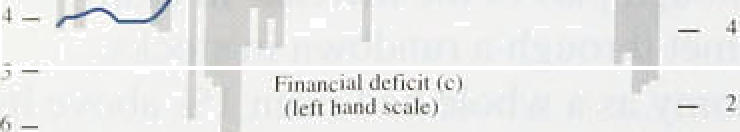 4 –
– 4
5 –
Financial deficit (c)
(left hand scale)
– 2
6 –